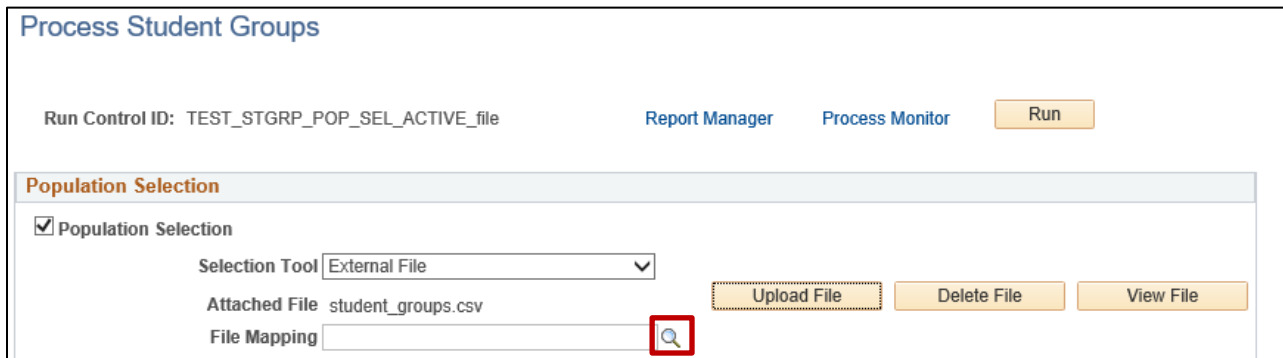 Process Student Groups
Run Control ID: TEST_STGRP_POP_SEL_ACTIVE_file Report Manager Process Monitor Run
Population Selection
Population Selection
Selection Tool External File
Attached File student_groups.csv Upload File Delete File View File
File Mapping